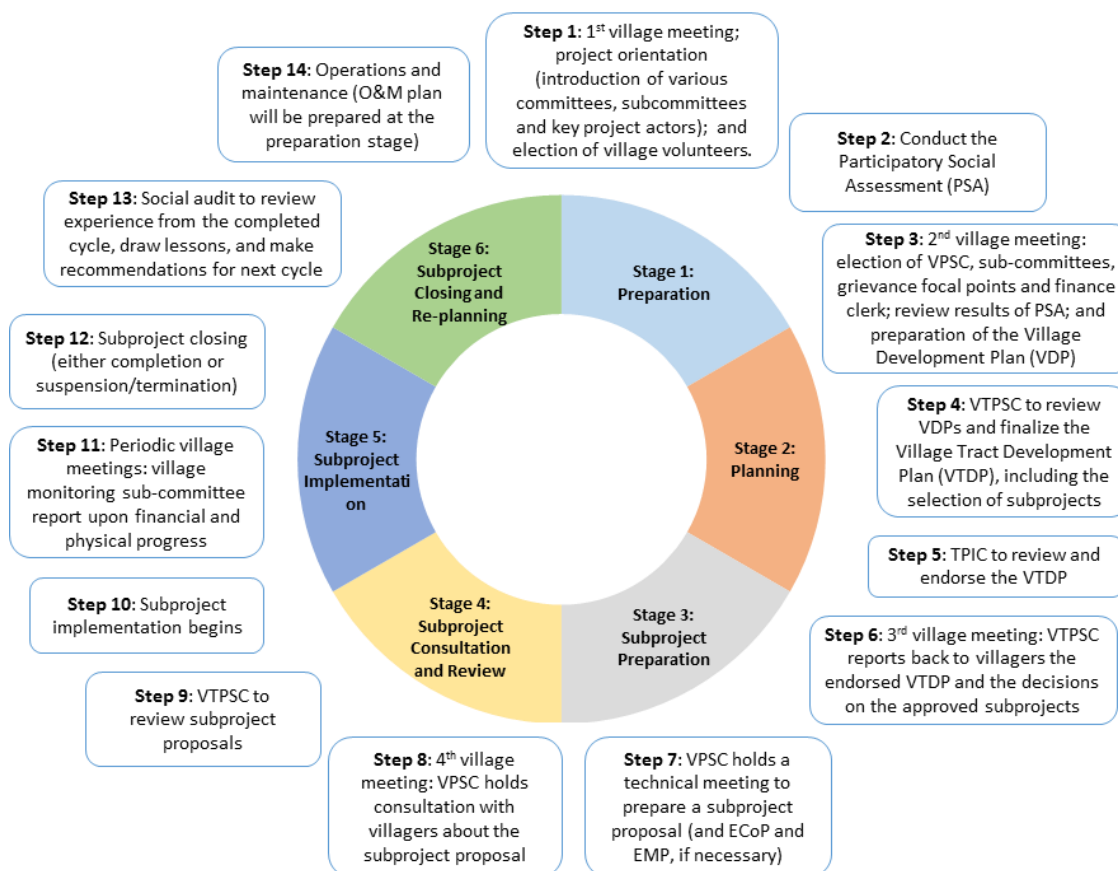 Step 1: 1st village meeting;
project orientation
(introduction of various
committees, subcommittees
and key project actors); and
election of village volunteers.
Step 2: Conduct the
Participatory Social
Assessment (PSA)
Step 3: 2nd village meeting:
election of VPSC, sub-committees,
grievance focal points and finance
clerk; review results of PSA; and
preparation of the Village
Development Plan (VDP)
Step 4: VTPSC to review
VDPs and finalize the
Village Tract Development
Plan (VTDP), including the
selection of subprojects
Step 5: TPIC to review and
endorse the VTDP
Step 6: 3rd village meeting: VTPSC
reports back to villagers the
endorsed VTDP and the decisions
on the approved subprojects
Step 7: VPSC holds a
technical meeting to
prepare a subproject
proposal (and ECoP and
EMP, if necessary)
Step 8: 4th village
meeting: VPSC holds
consultation with
villagers about the
subproject proposal
Step 9: VTPSC to
review subproject
proposals
Step 10: Subproject
implementation begins
Step 11: Periodic village
meetings: village
monitoring sub-committee
report upon financial and
physical progress
Step 12: Subproject closing
(either completion or
suspension/termination)
Step 13: Social audit to review
experience from the completed
cycle, draw lessons, and make
recommendations for next cycle
Step 14: Operations and
maintenance (O&M plan
will be prepared at the
preparation stage)
Stage 1:
Preparation
Stage 2:
Planning
Stage 3:
Subproject
Preparation
Stage 4:
Subproject
Consultation
and Review
Stage 5:
Subproject
Implementati
on
Stage 6:
Subproject
Closing and
Re-planning